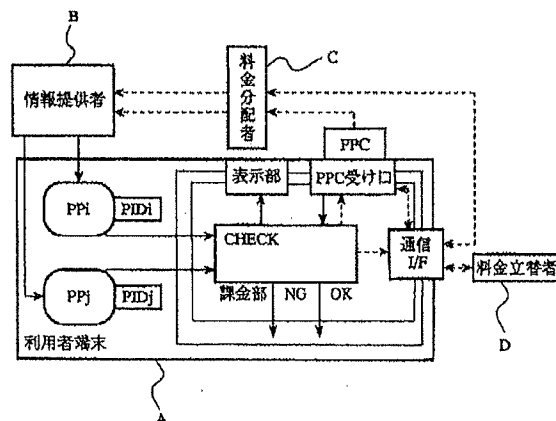 B
C
情報提供者
料金分配者
PPC
表示部
PPC受け口
PPi
PIDi
CHECK
通信
I/F
料金立替者
PPj
PIDj
課金部
NG
OK
D
利用者端末
A